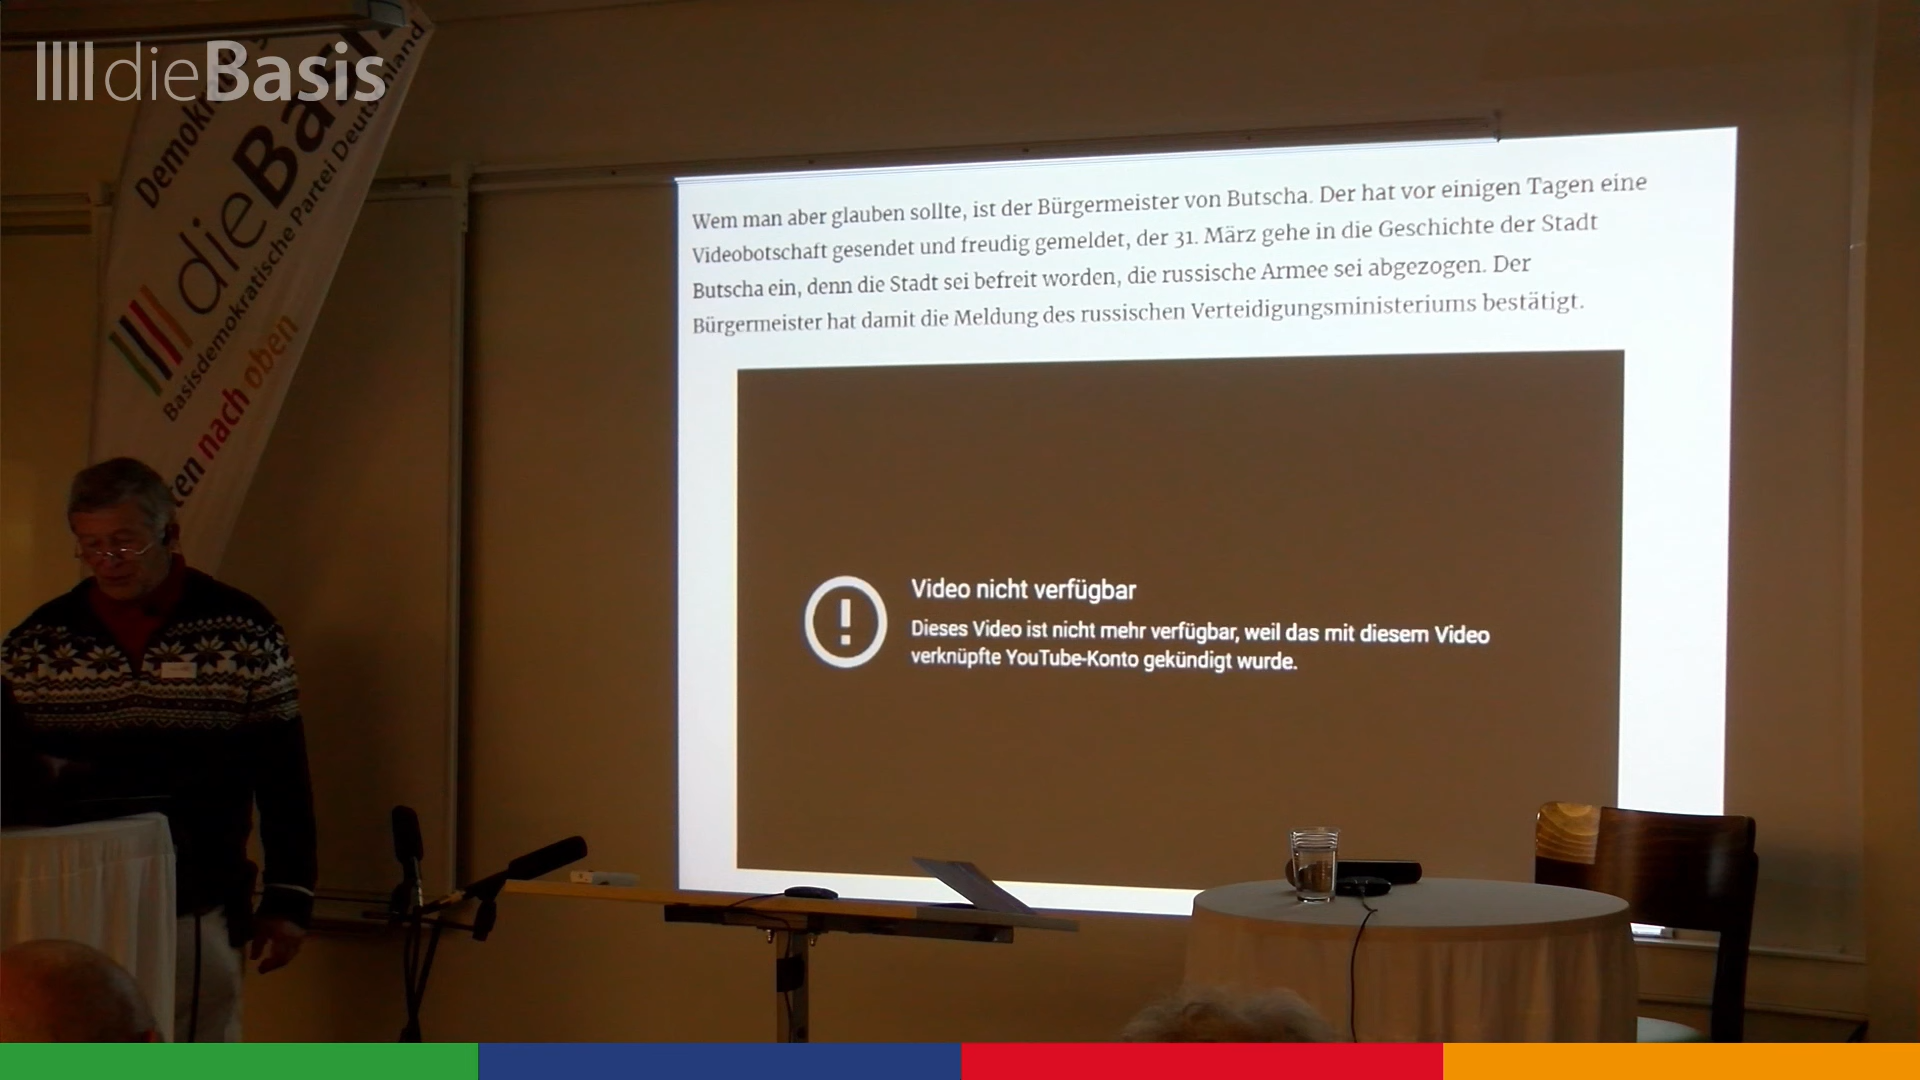 dieBasis
Demokra
dieBasis
Basisdemokratische Partei Deutschland
ten nach oben
Wem man aber glauben sollte, ist der Bürgermeister von Butscha. Der hat vor einigen Tagen eine
Videobotschaft gesendet und freudig gemeldet, der 31. März gehe in die Geschichte der Stadt
Butscha ein, denn die Stadt sei befreit worden, die russische Armee sei abgezogen. Der
Bürgermeister hat damit die Meldung des russischen Verteidigungsministeriums bestätigt.
Video nicht verfügbar
Dieses Video ist nicht mehr verfügbar, weil das mit diesem Video
verknüpfte YouTube-Konto gekündigt wurde.